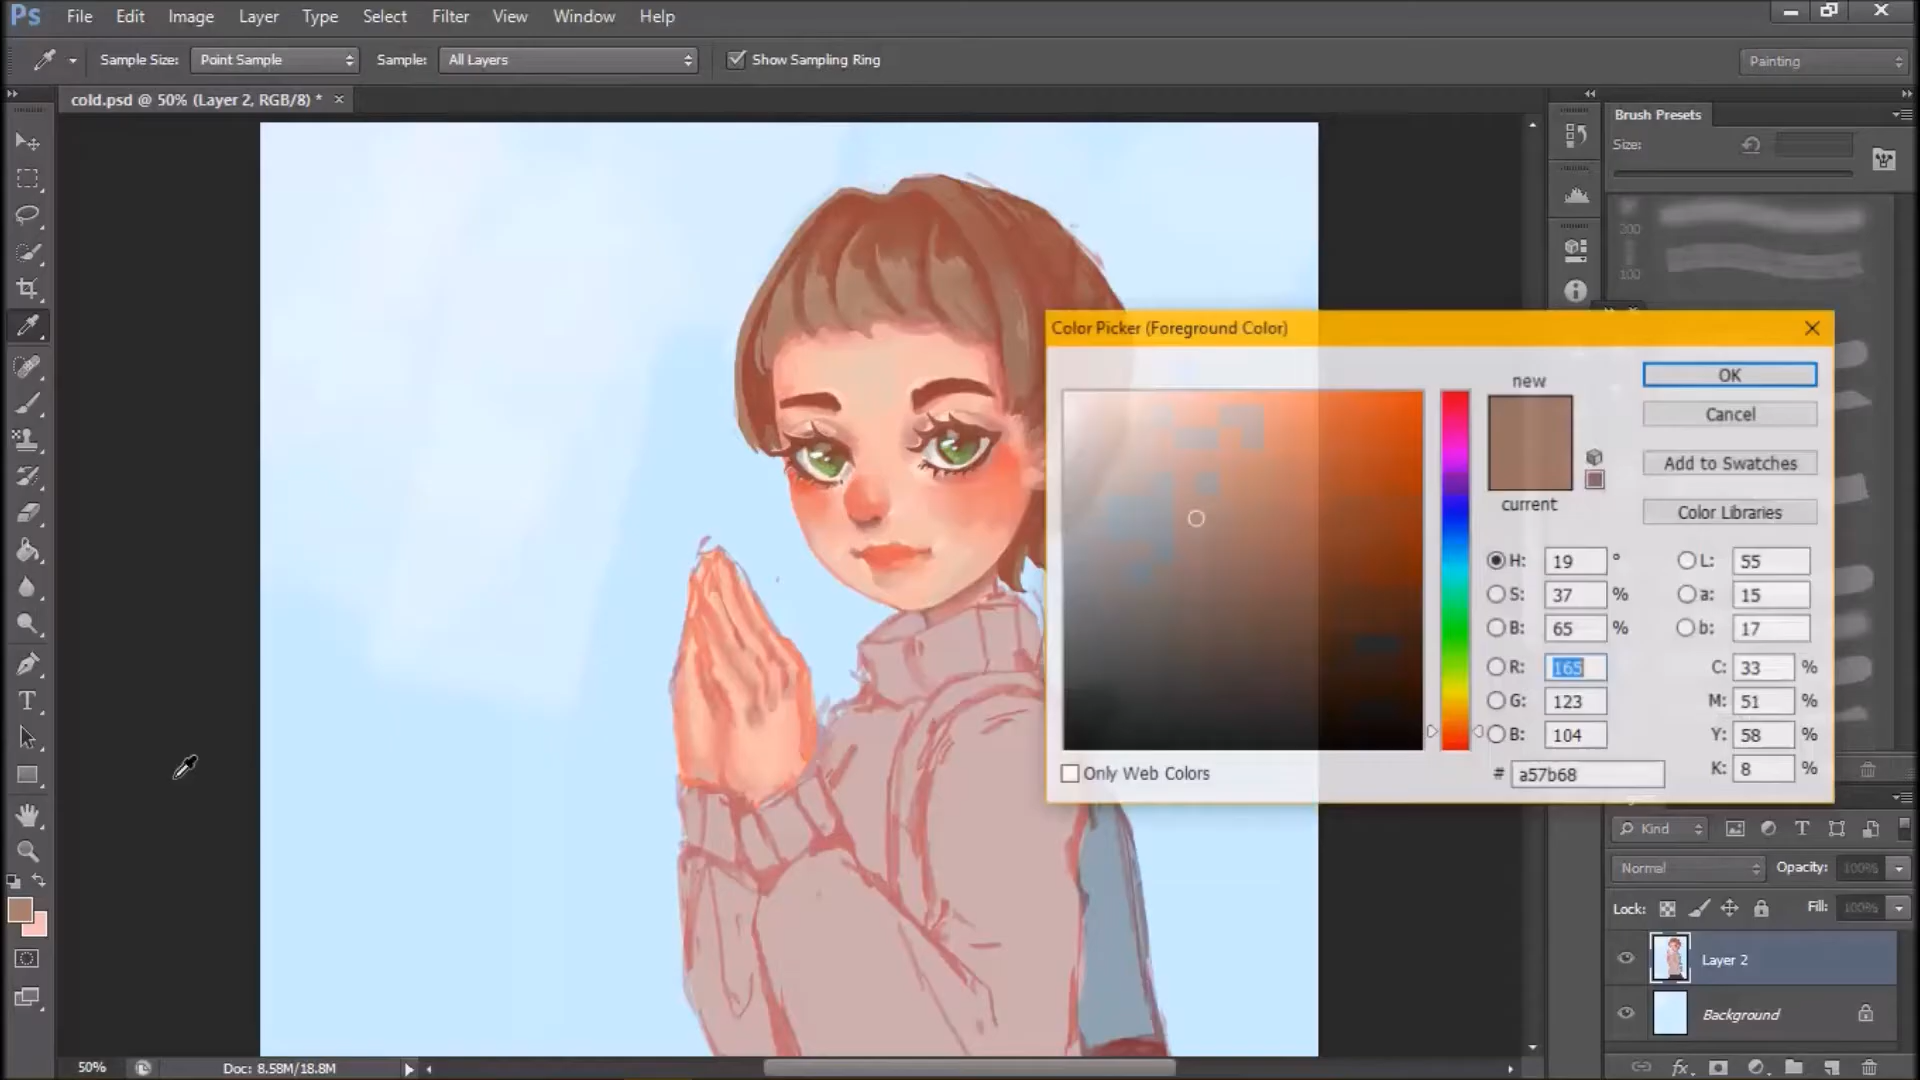 Ps File Edit Image Layer Type Select Filter View Window Help
Sample Size: Point Sample Sample: All Layers Show Sampling Ring Painting
cold.psd @ 50% (Layer 2, RGB/8) * ×
Brush Presets
Size:
200
100
Color Picker (Foreground Color)
new
current
OK
Cancel
Add to Swatches
Color Libraries
H: 19 °
S: 37 %
B: 65 %
R: 165
G: 123
B: 104
L: 55
a: 15
b: 17
C: 33 %
M: 51 %
Y: 58 %
K: 8 %
# a57b68
Only Web Colors
Kind
Normal Opacity: 100%
Lock: Fill: 100%
Layer 2
Background
50% Doc: 8.58M/18.8M